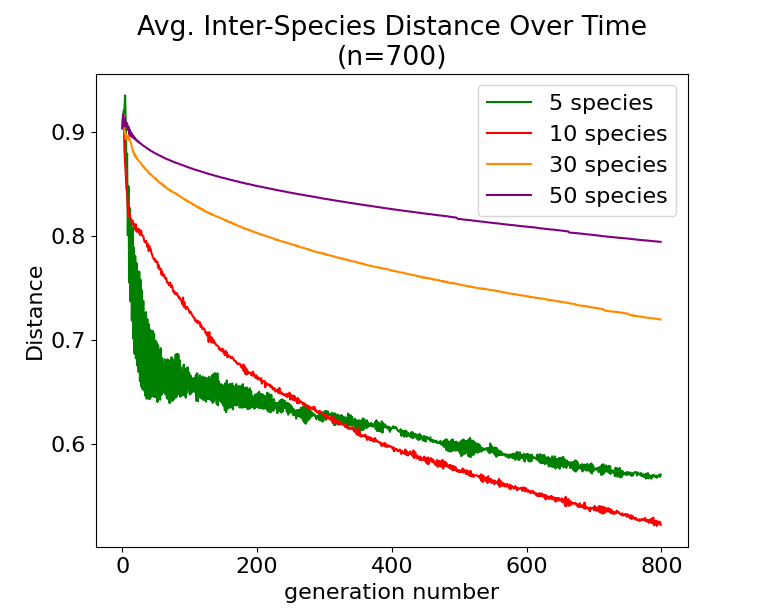 Avg. Inter-Species Distance Over Time
(n=700)
5 species
10 species
30 species
50 species
Distance
0.9
0.8
0.7
0.6
0
200
400
600
800
generation number